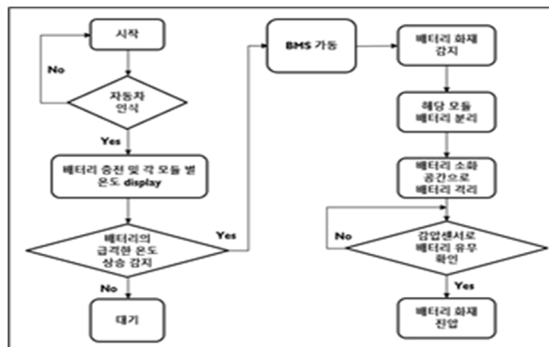 시작
No
자동차
인식
Yes
배터리 충전 및 각 모듈 별
온도 display
배터리의
급격한 온도
상승 감지
Yes
No
대기
BMS 가동
배터리 화재
감지
해당 모듈
배터리 분리
배터리 소화
공간으로
배터리 격리
감압센서로
배터리 유무
확인
No
Yes
배터리 화재
진압